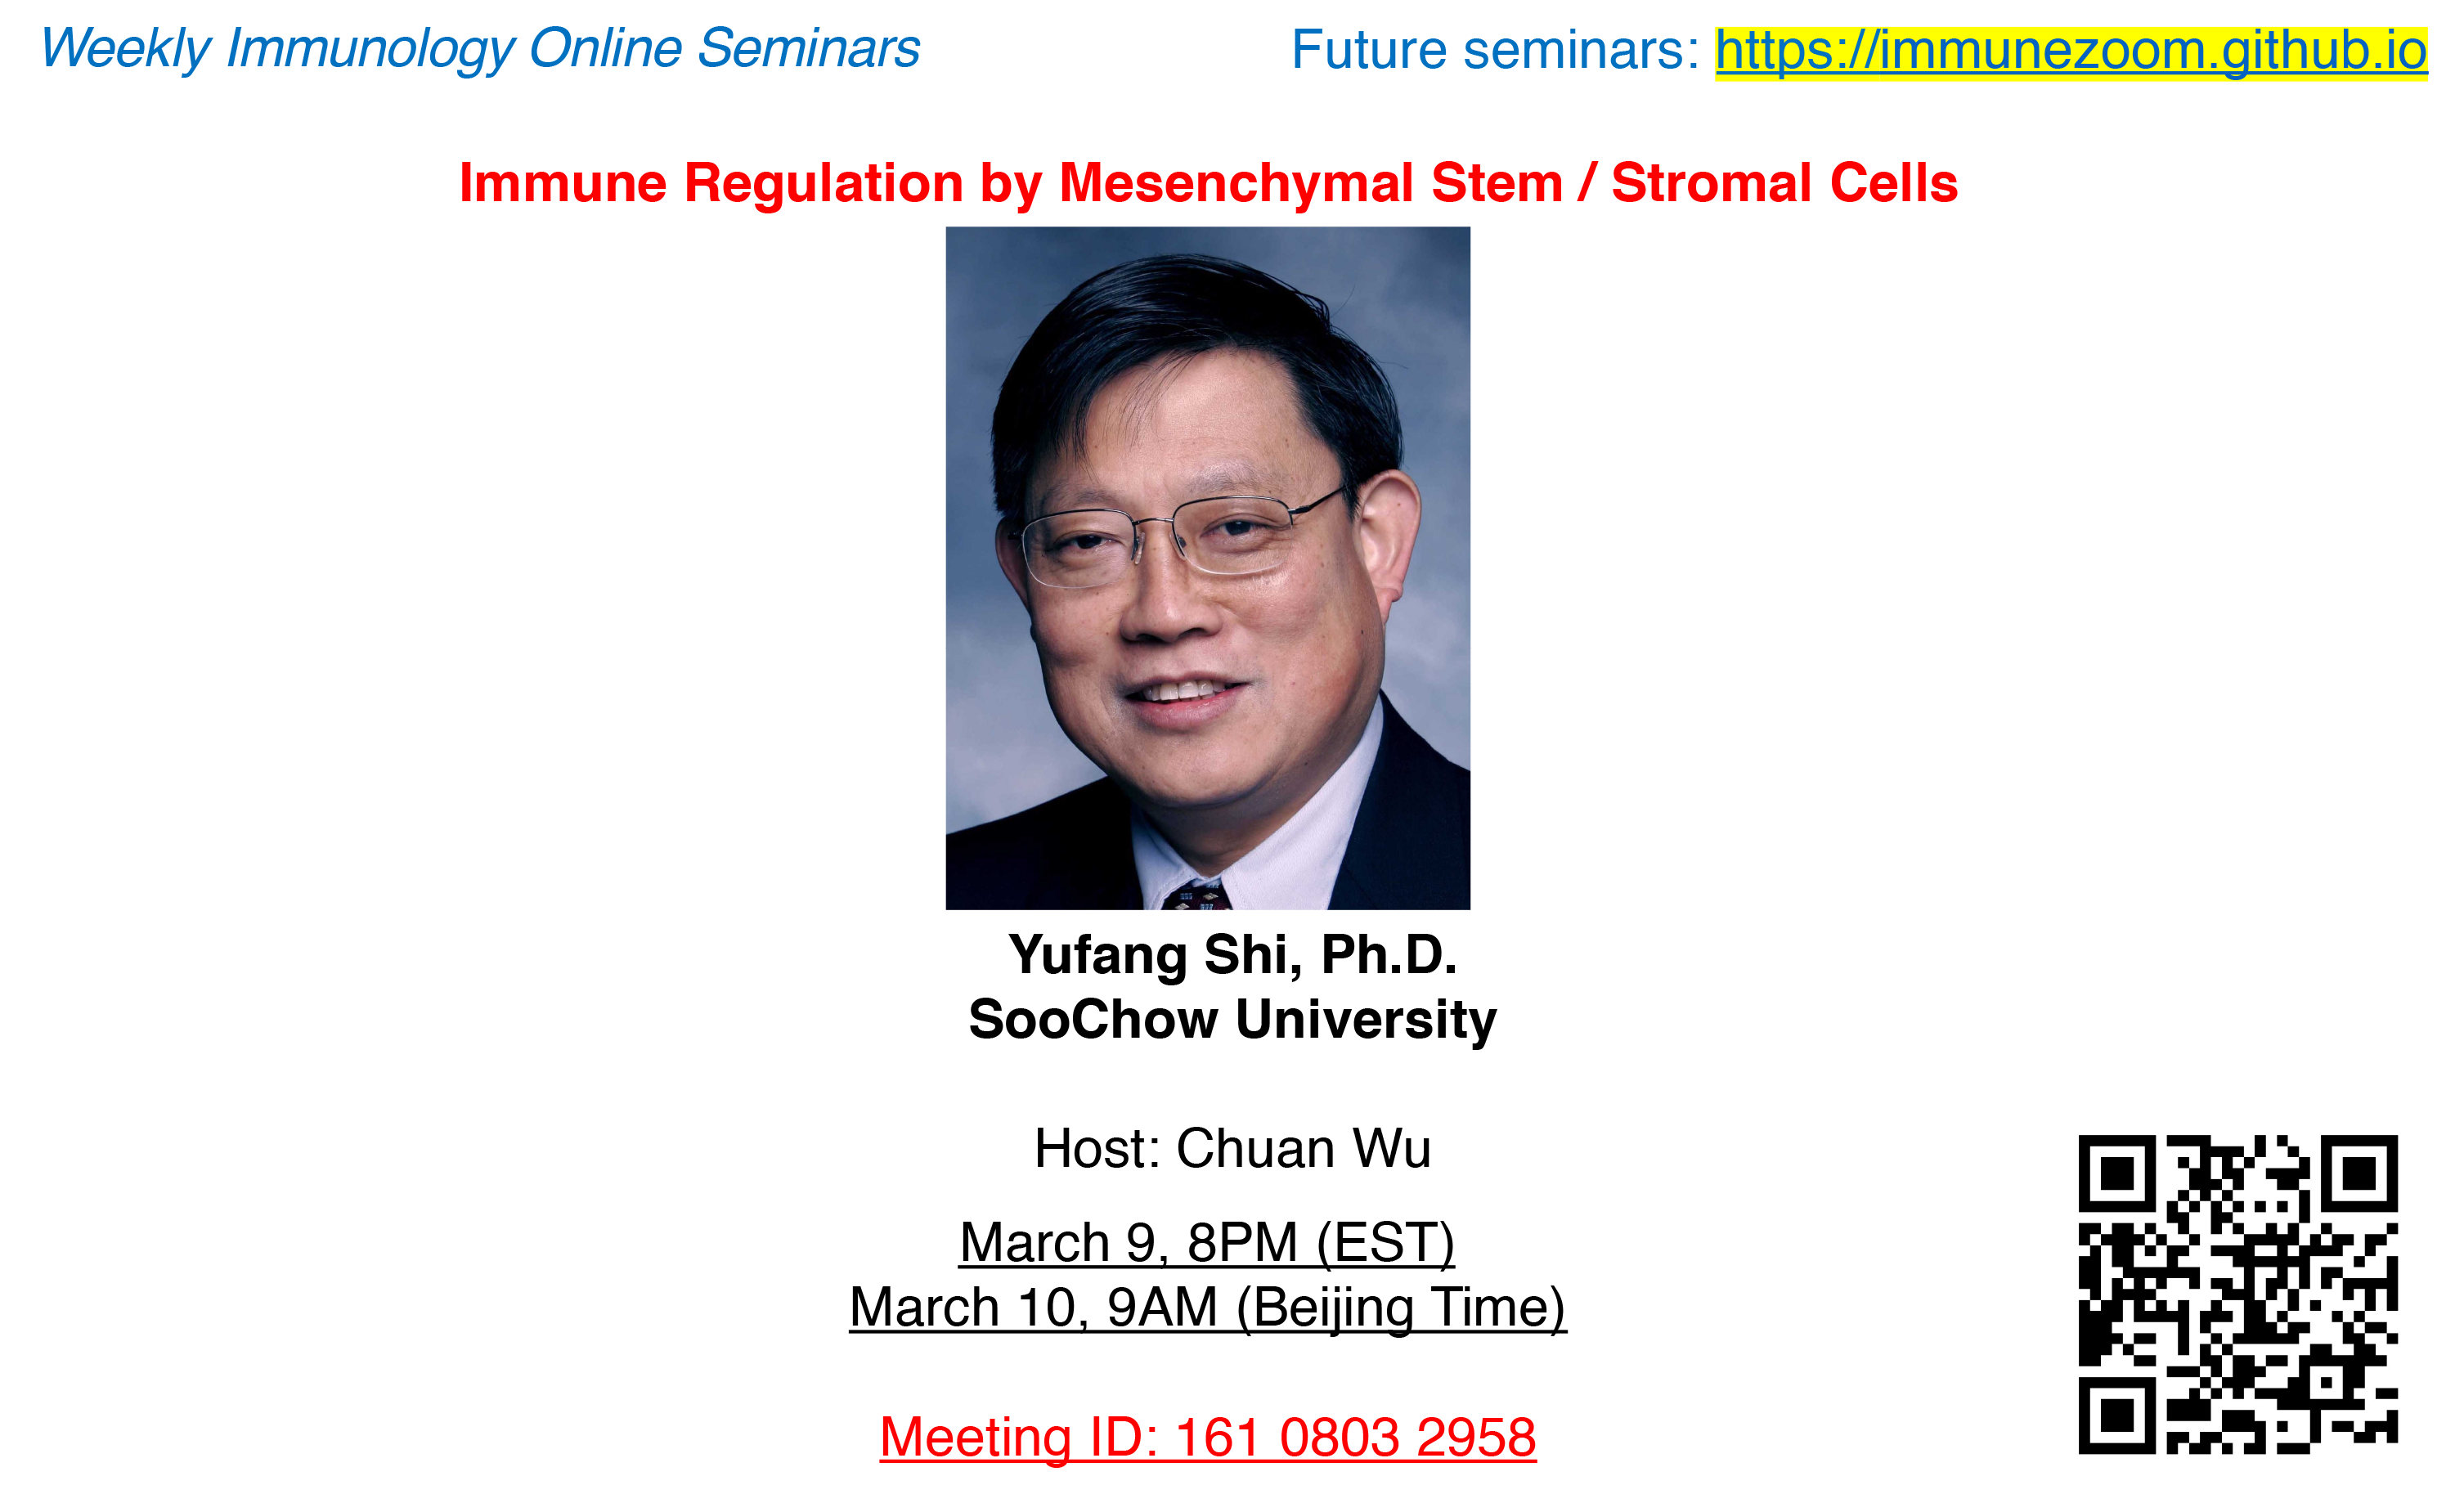 Weekly Immunology Online Seminars
Future seminars: https://immunezoom.github.io
Immune Regulation by Mesenchymal Stem / Stromal Cells
Yufang Shi, Ph.D.
SooChow University
Host: Chuan Wu
March 9, 8PM (EST)
March 10, 9AM (Beijing Time)
Meeting ID: 161 0803 2958